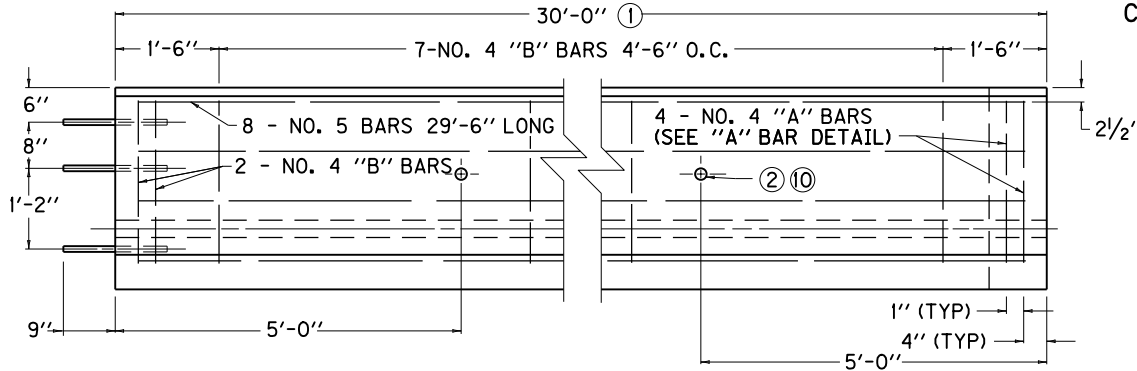 30'-0" ①
C
1'-6"
7-NO. 4 "B" BARS 4'-6" O.C.
1'-6"
6"
8 - NO. 5 BARS 29'-6" LONG
4 - NO. 4 "A" BARS
(SEE "A" BAR DETAIL)
2½'
8"
2 - NO. 4 "B" BARS
② ⑩
1'-2"
1" (TYP)
9"
5'-0"
4" (TYP)
5'-0"